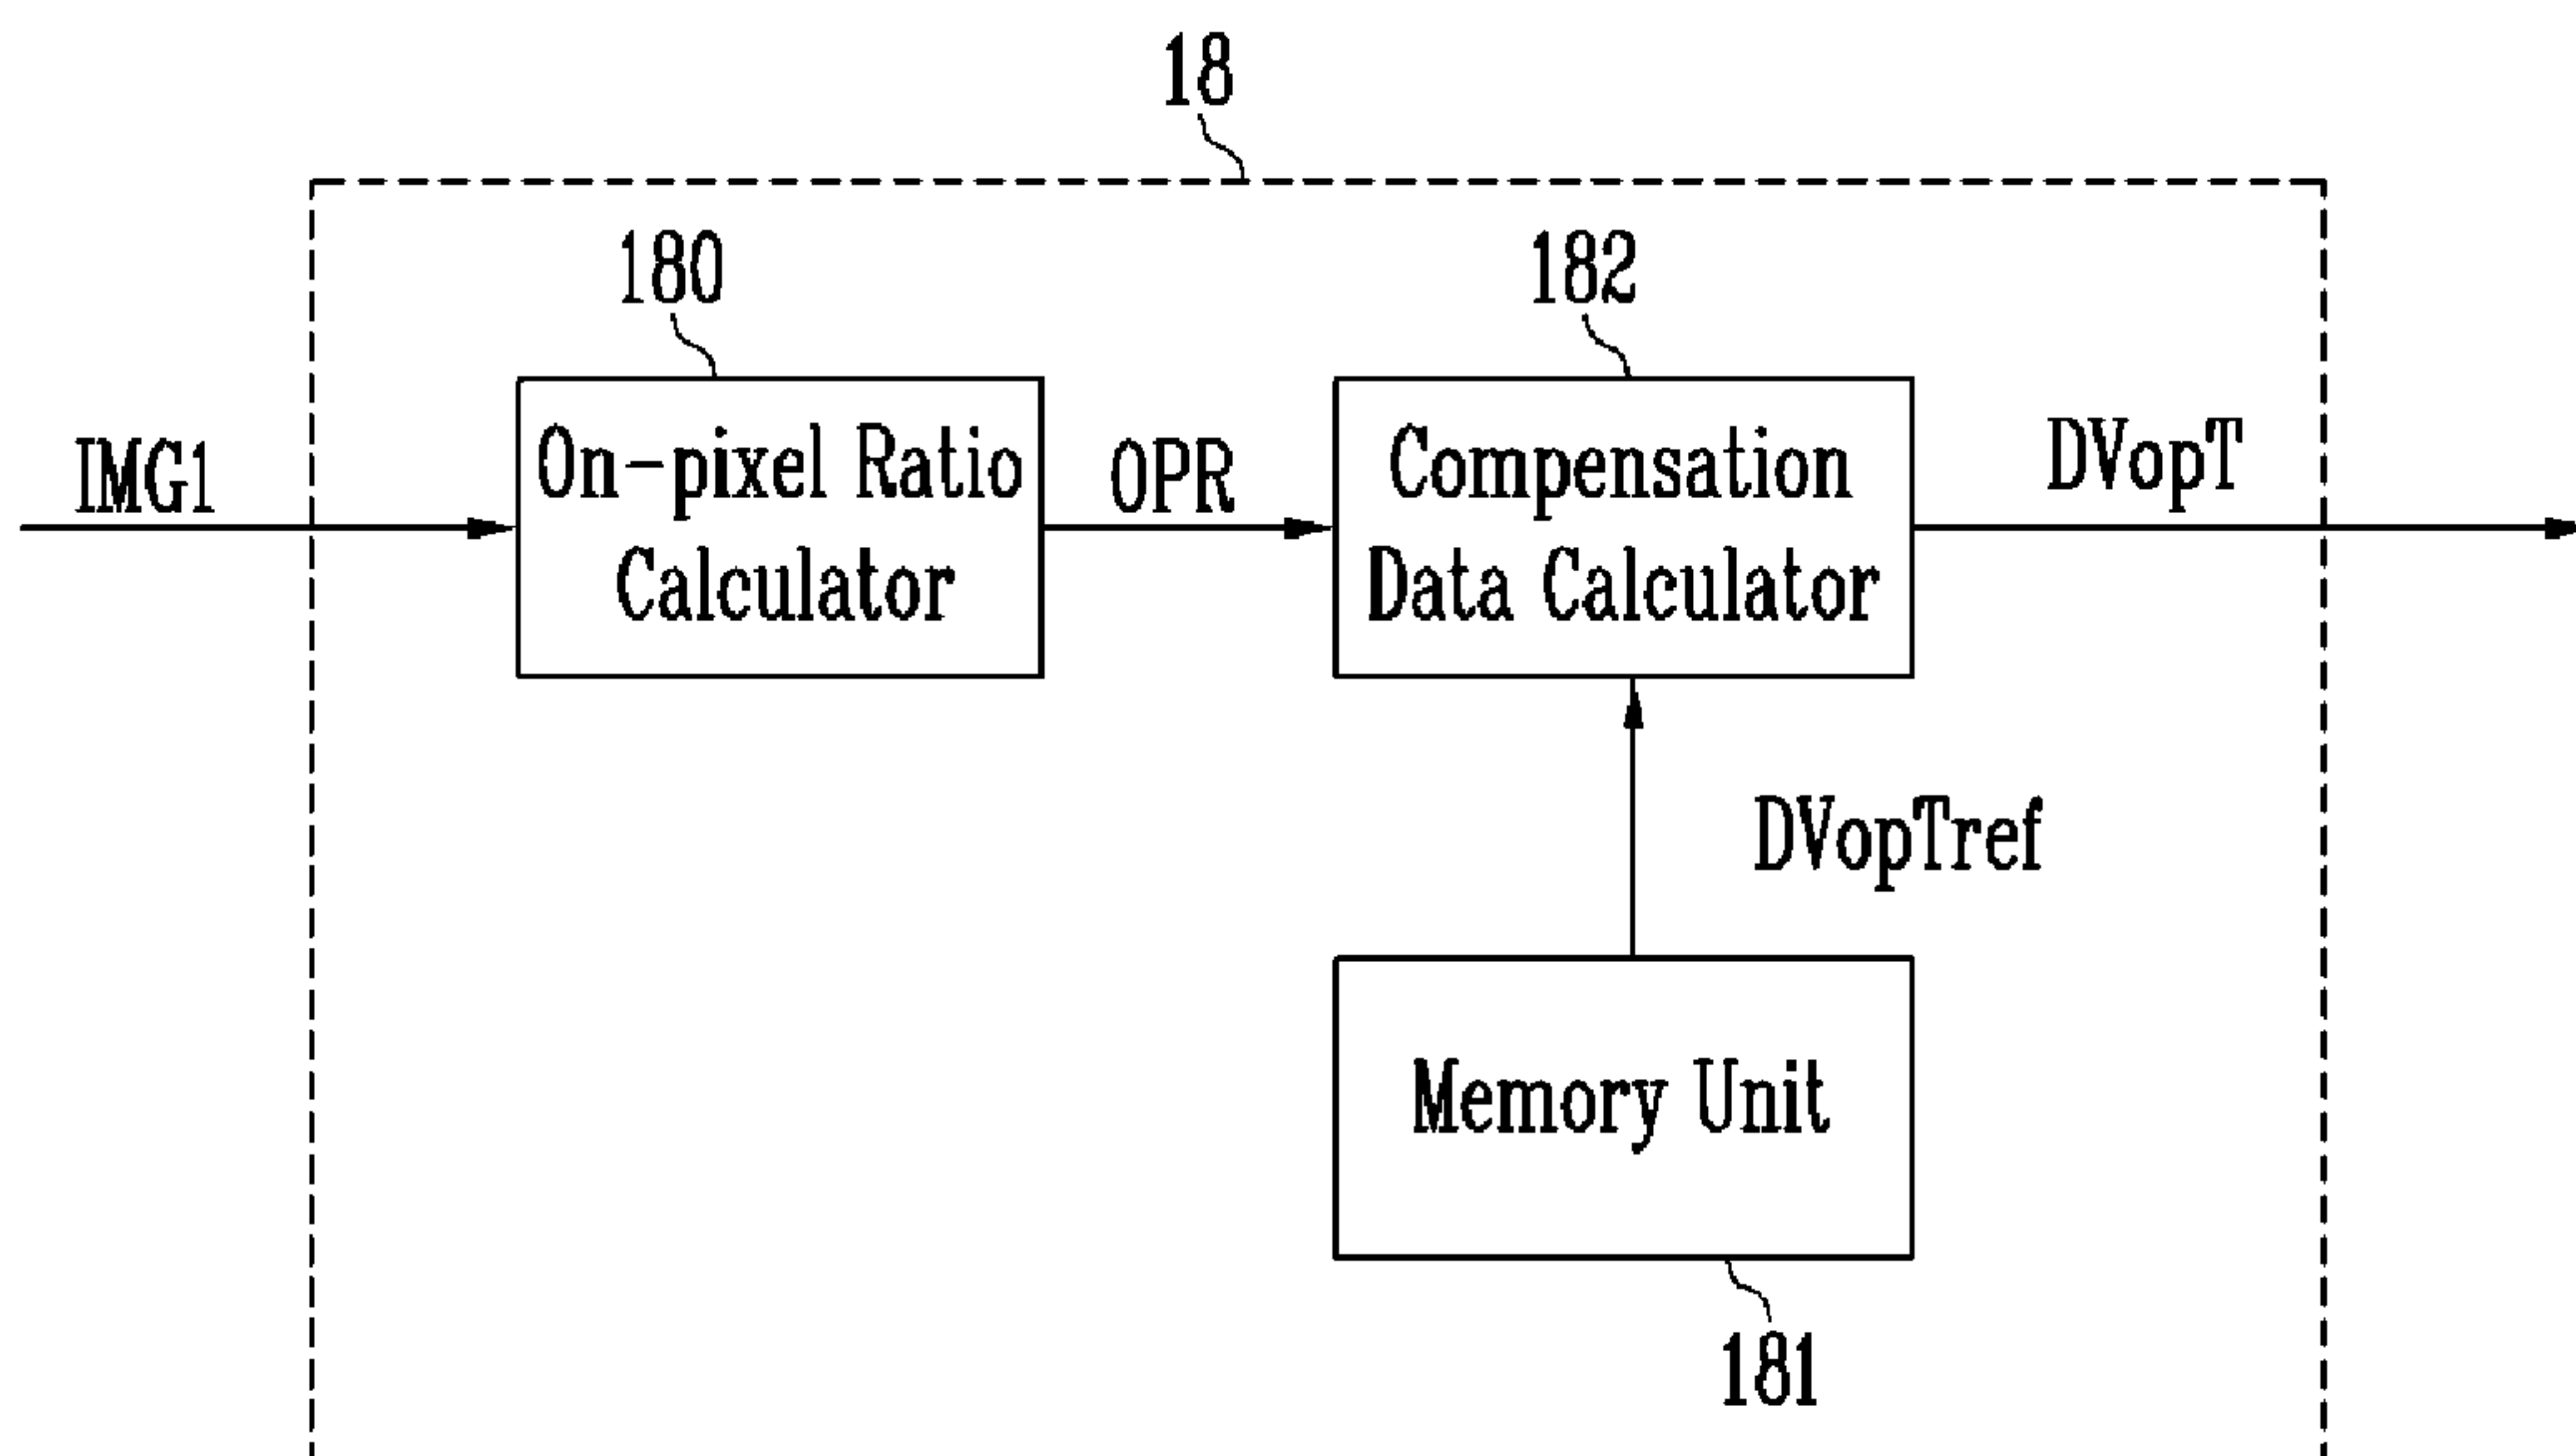 18
180
182
IMG1
On-pixel Ratio
Calculator
OPR
Compensation
Data Calculator
DVopT
DVopTref
Memory Unit
181